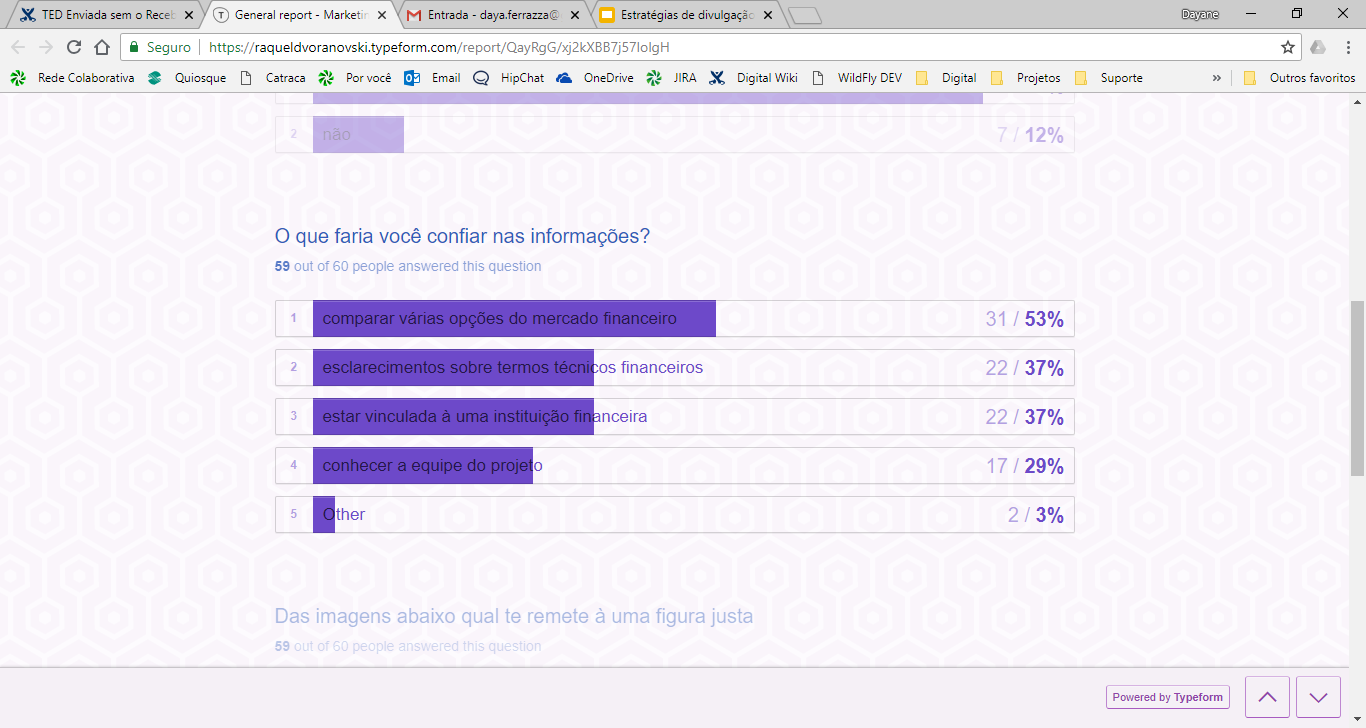 TED Enviada sem o Receb
General report - Marketin
Entrada - daya.ferrazza@
Estratégias de divulgação
Dayane
Seguro
https://raqueldvoranovski.typeform.com/report/QayRgG/xj2kXBB7j57IoIgH
Rede Colaborativa
Quiosque
Catraca
Por você
Email
HipChat
OneDrive
JIRA
Digital Wiki
WildFly DEV
Digital
Projetos
Suporte
»
Outros favoritos
2 não 7 / 12%
O que faria você confiar nas informações?
59 out of 60 people answered this question
1 comparar várias opções do mercado financeiro 31 / 53%
2 esclarecimentos sobre termos técnicos financeiros 22 / 37%
3 estar vinculada à uma instituição financeira 22 / 37%
4 conhecer a equipe do projeto 17 / 29%
5 Other 2 / 3%
Das imagens abaixo qual te remete à uma figura justa
59 out of 60 people answered this question
Powered by Typeform